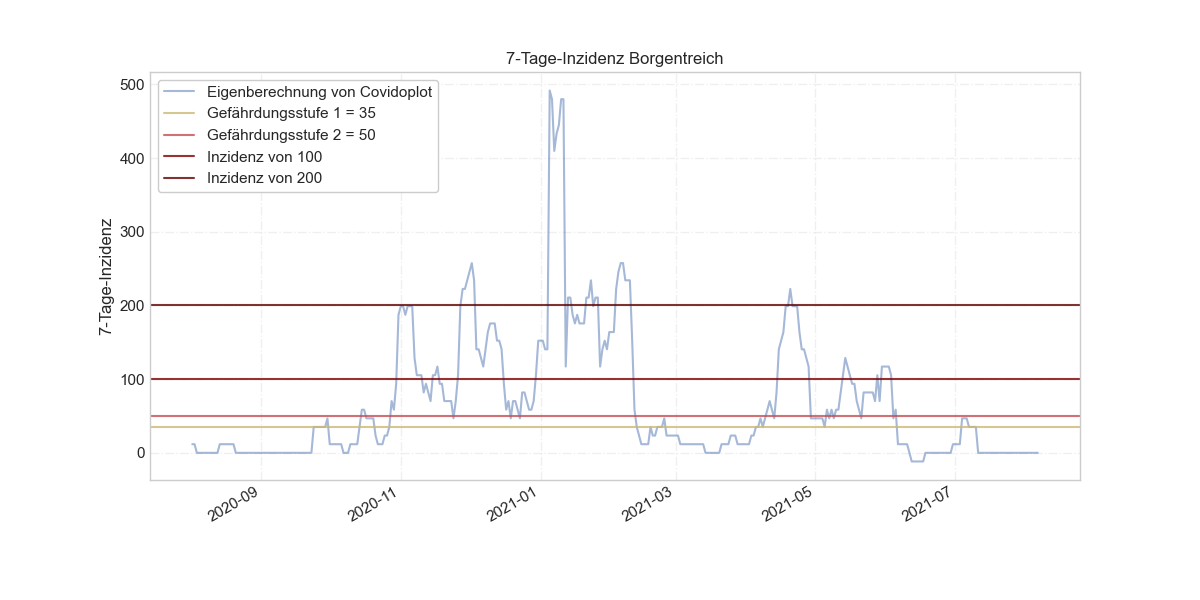 7-Tage-Inzidenz Borgentreich
500
400
300
200
100
0
7-Tage-Inzidenz
Eigenberechnung von Covidoplot
Gefährdungsstufe 1 = 35
Gefährdungsstufe 2 = 50
Inzidenz von 100
Inzidenz von 200
2020-09
2020-11
2021-01
2021-03
2021-05
2021-07